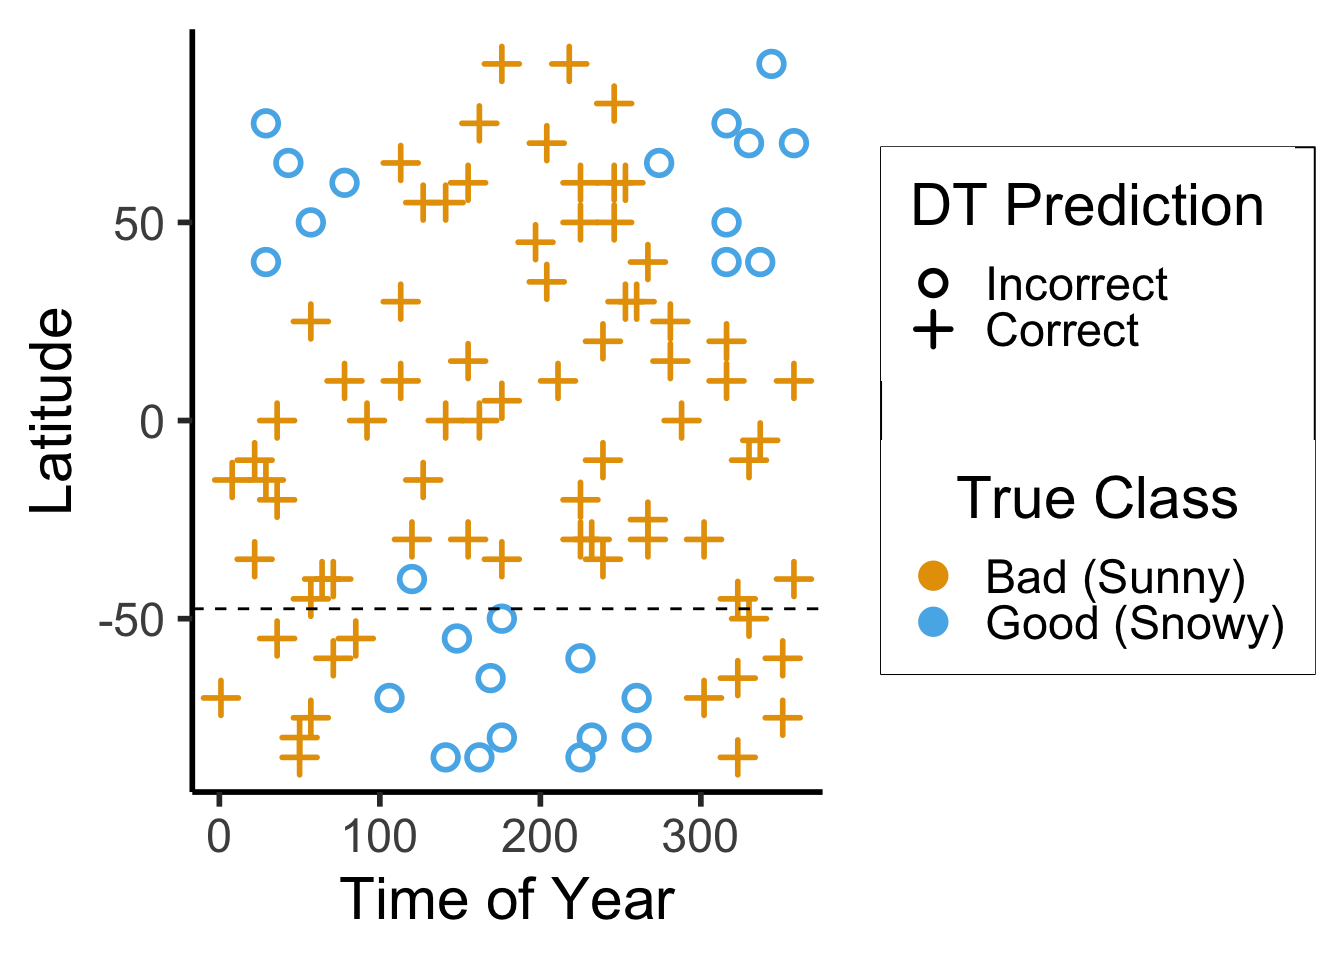 50
0
-50
Latitude
0 100 200 300
Time of Year
DT Prediction
Incorrect
Correct
True Class
Bad (Sunny)
Good (Snowy)